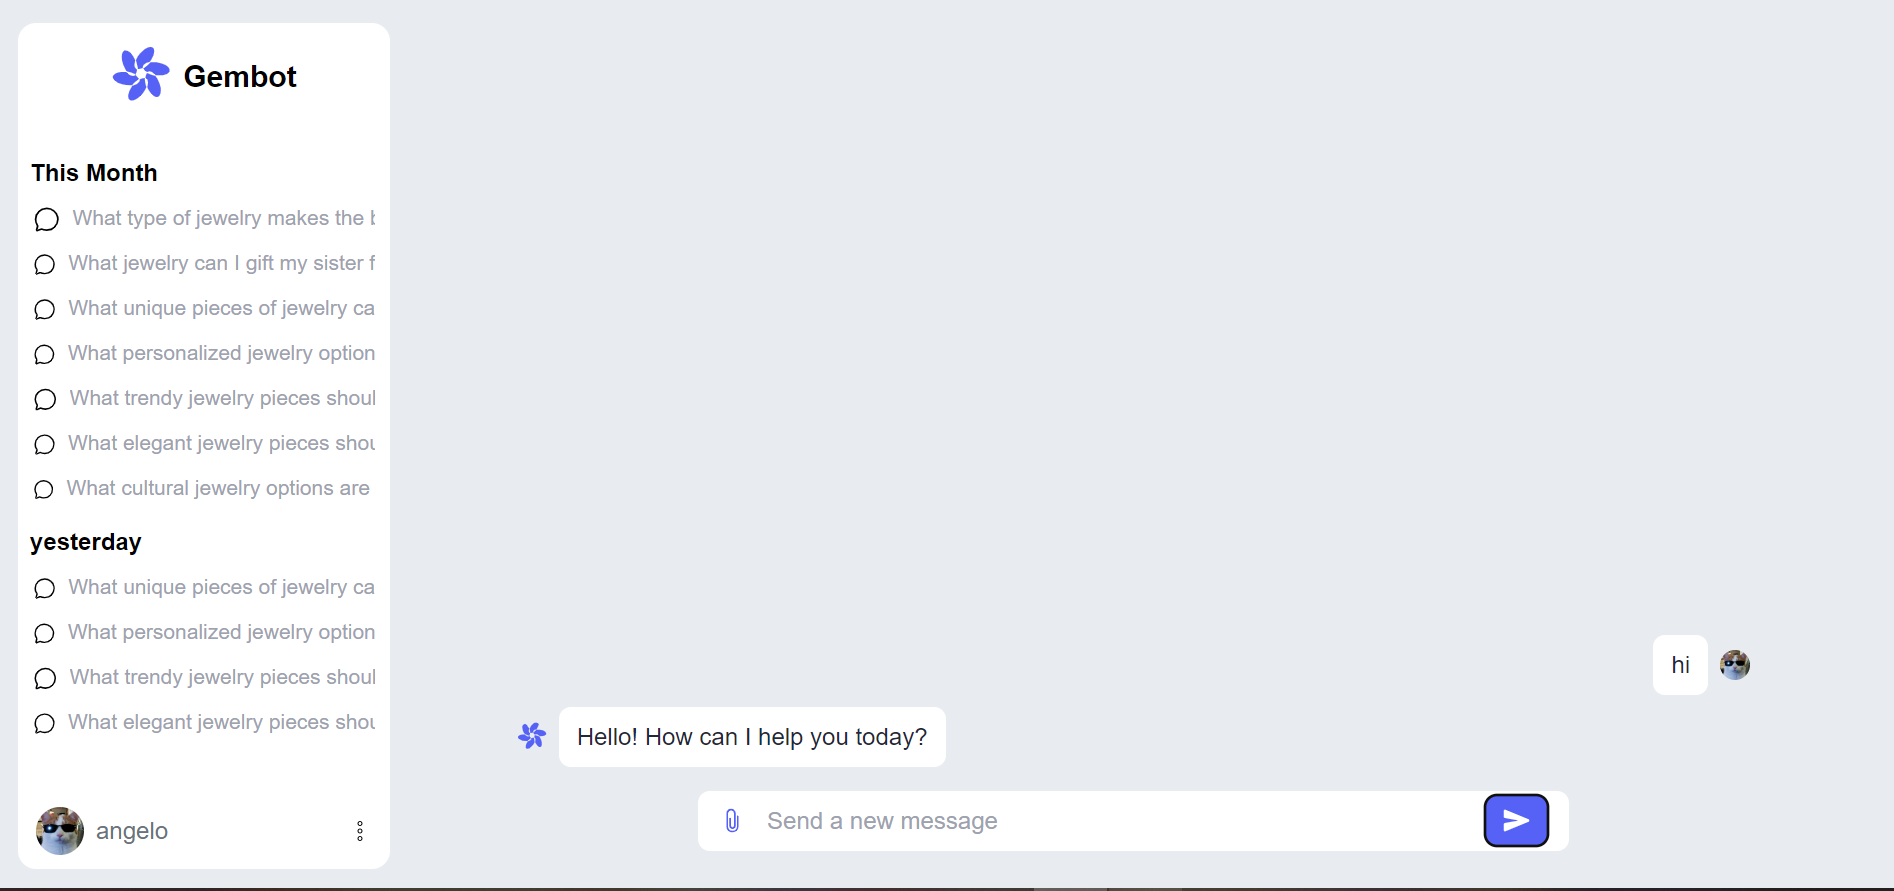 Gembot
This Month
What type of jewelry makes the
What jewelry can I gift my sister
What unique pieces of jewelry ca
What personalized jewelry option
What trendy jewelry pieces shoul
What elegant jewelry pieces shou
What cultural jewelry options are
yesterday
What unique pieces of jewelry ca
What personalized jewelry option
What trendy jewelry pieces shoul
What elegant jewelry pieces shou
angelo
hi
Hello! How can I help you today?
Send a new message